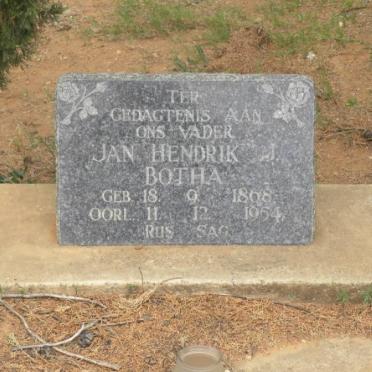 TER
GEDAGTENIS AAN
ONS VADER
JAN HENDRIK J.
BOTHA
GEB. 18. 9. 1868.
OORL. 11. 12. 1954.
RUS SAG